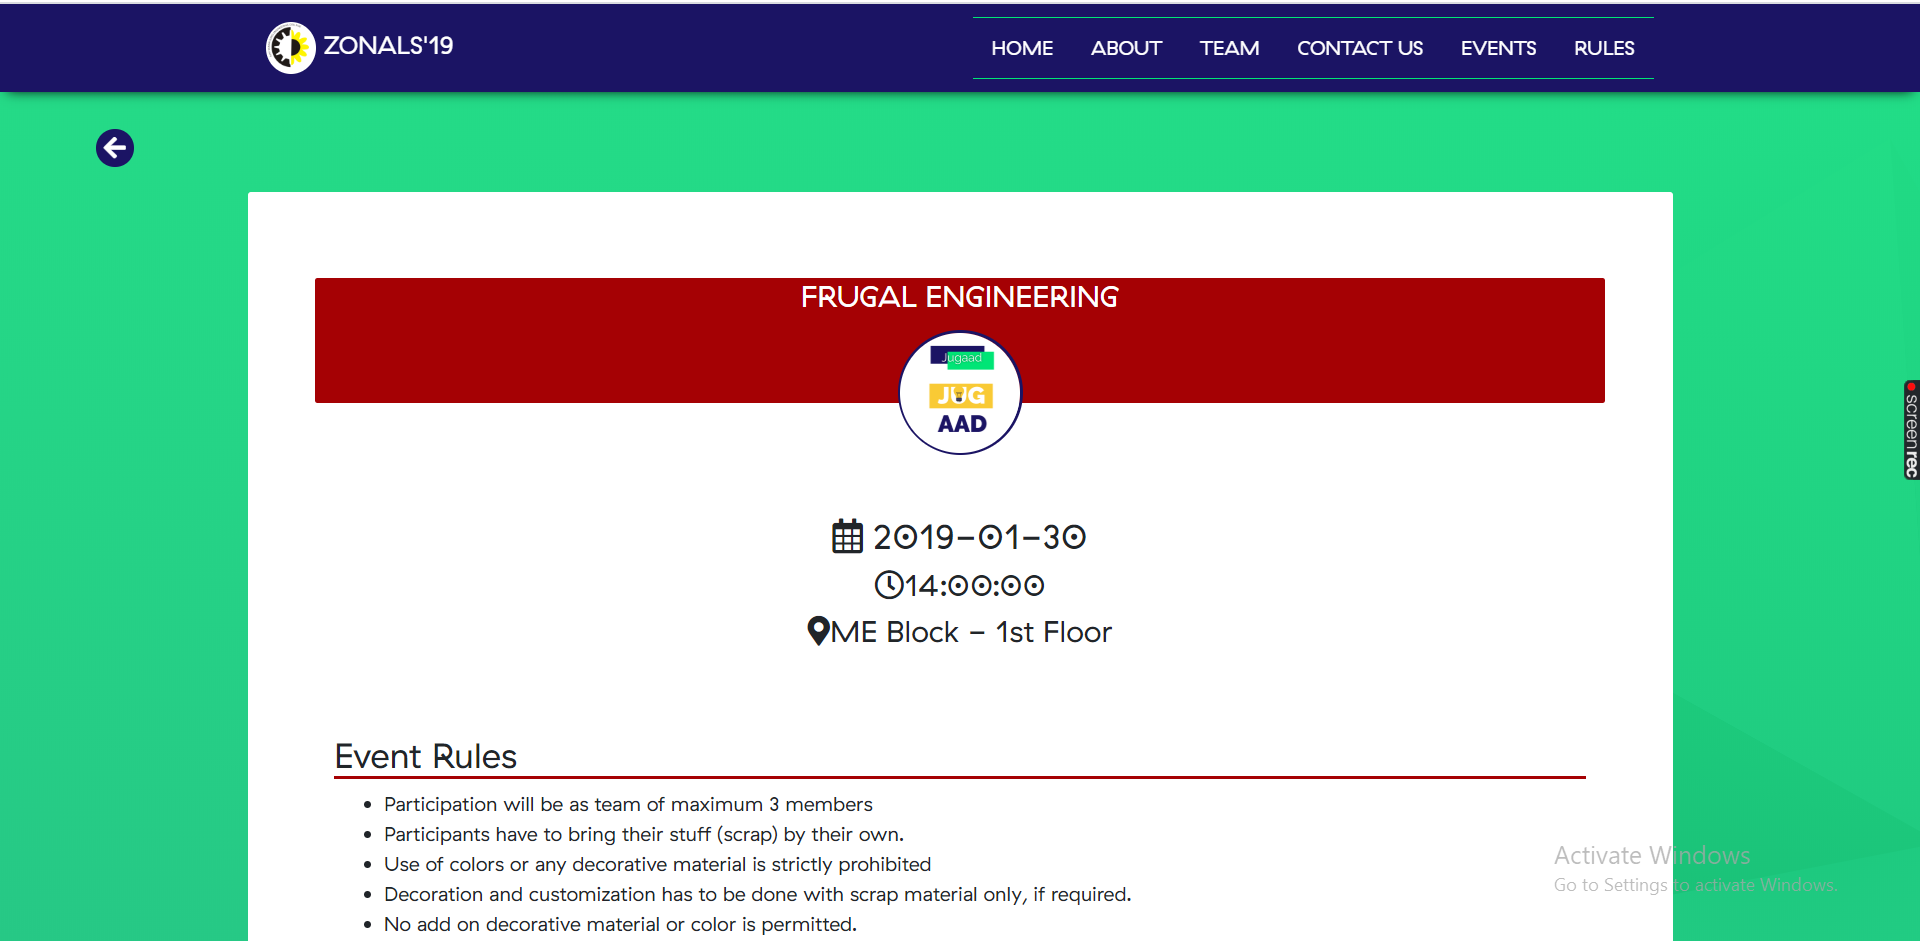 ZONALS'19
HOME ABOUT TEAM CONTACT US EVENTS RULES
FRUGAL ENGINEERING
Jugaad
JUG
AAD
2019-01-30
14:00:00
ME Block - 1st Floor
Event Rules
Participation will be as team of maximum 3 members
Participants have to bring their stuff (scrap) by their own.
Use of colors or any decorative material is strictly prohibited
Decoration and customization has to be done with scrap material only, if required.
No add on decorative material or color is permitted.
screenrec
Activate Windows
Go to Settings to activate Windows.